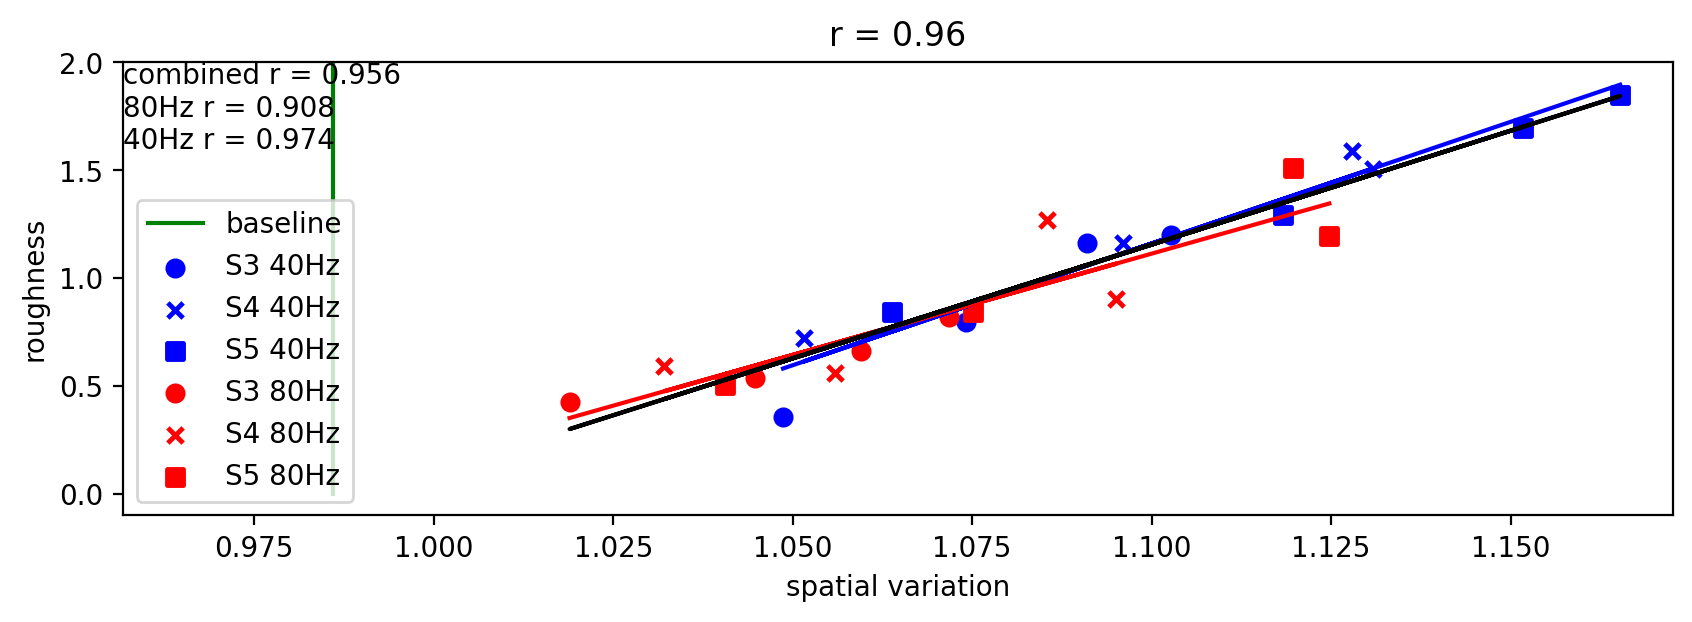 r = 0.96
combined r = 0.956
80Hz r = 0.908
40Hz r = 0.974
2.0
1.5
1.0
0.5
0.0
roughness
baseline
S3 40Hz
S4 40Hz
S5 40Hz
S3 80Hz
S4 80Hz
S5 80Hz
0.975 1.000 1.025 1.050 1.075 1.100 1.125 1.150
spatial variation